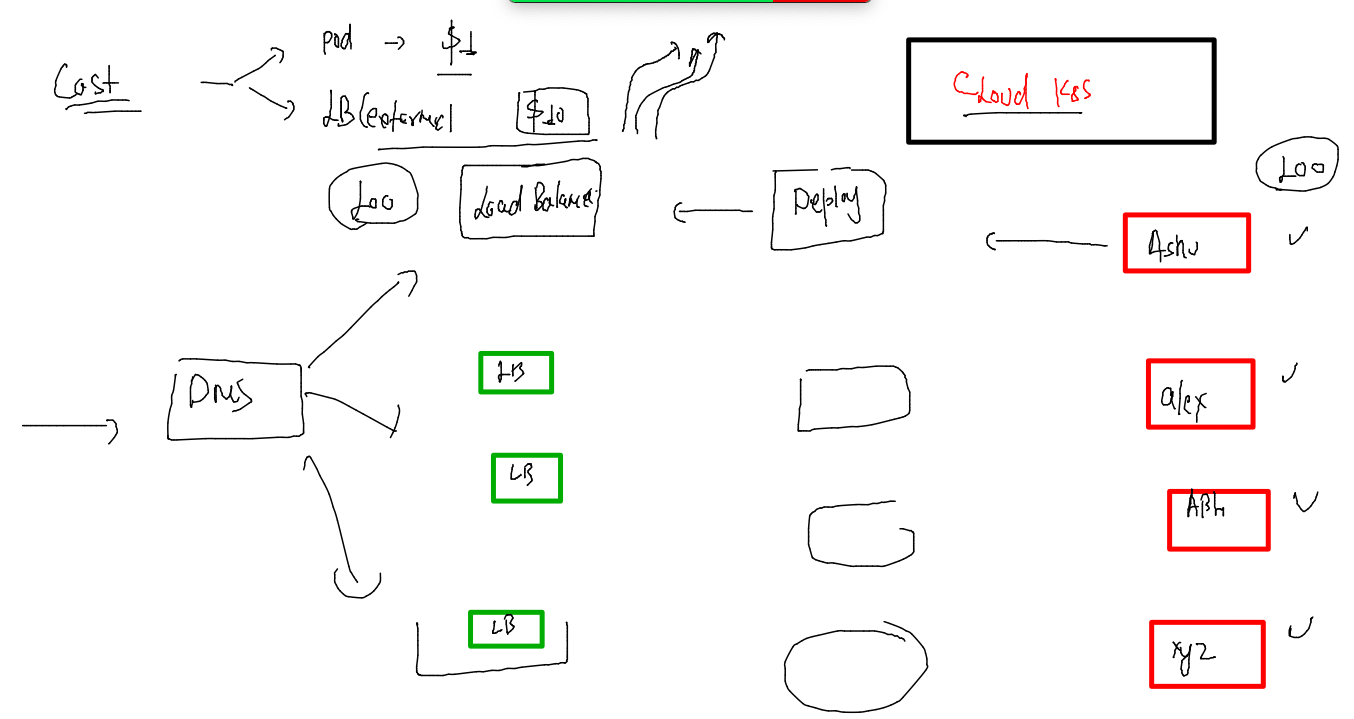 Cost
pod → $1
LB (external $10
Cloud K8S
100
100
Load Balance
Deploy
Ashu
DNS
LB
alex
LB
ABh
LB
xyz